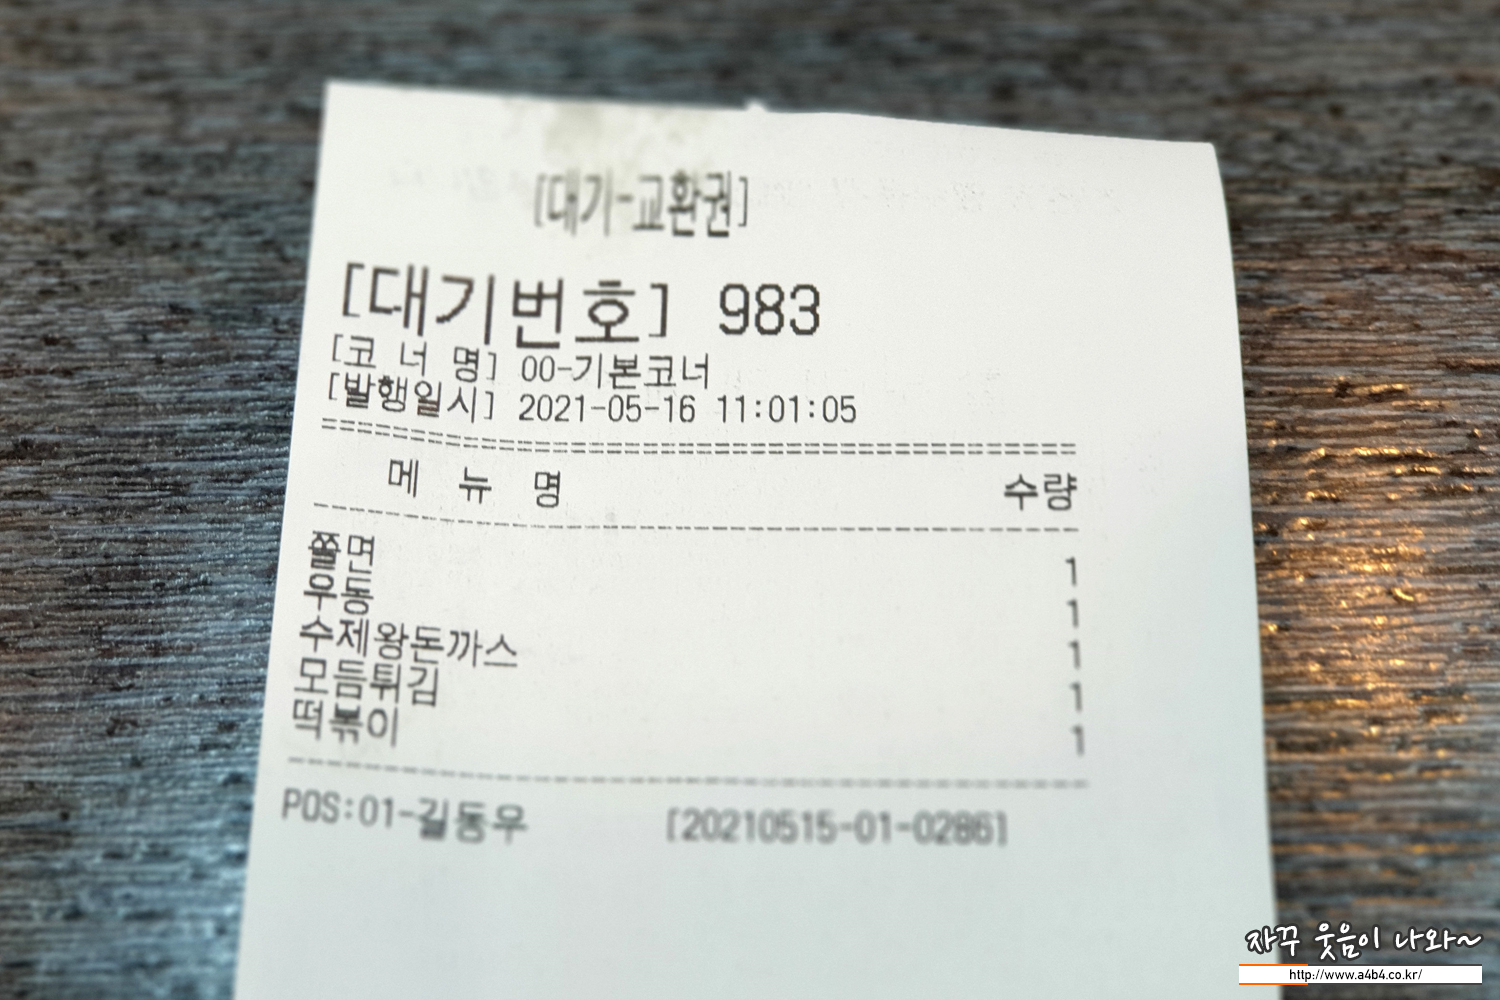 [대기-교환권]
[대기번호] 983
[코 너 명] 00-기본코너
[발행일시] 2021-05-16 11:01:05
메 뉴 명 수량
쫄면 1
우동 1
수제왕돈까스 1
모듬튀김 1
떡볶이 1
POS:01-길동우 [20210515-01-0286]
자꾸 웃음이 나와~
http://www.a4b4.co.kr/